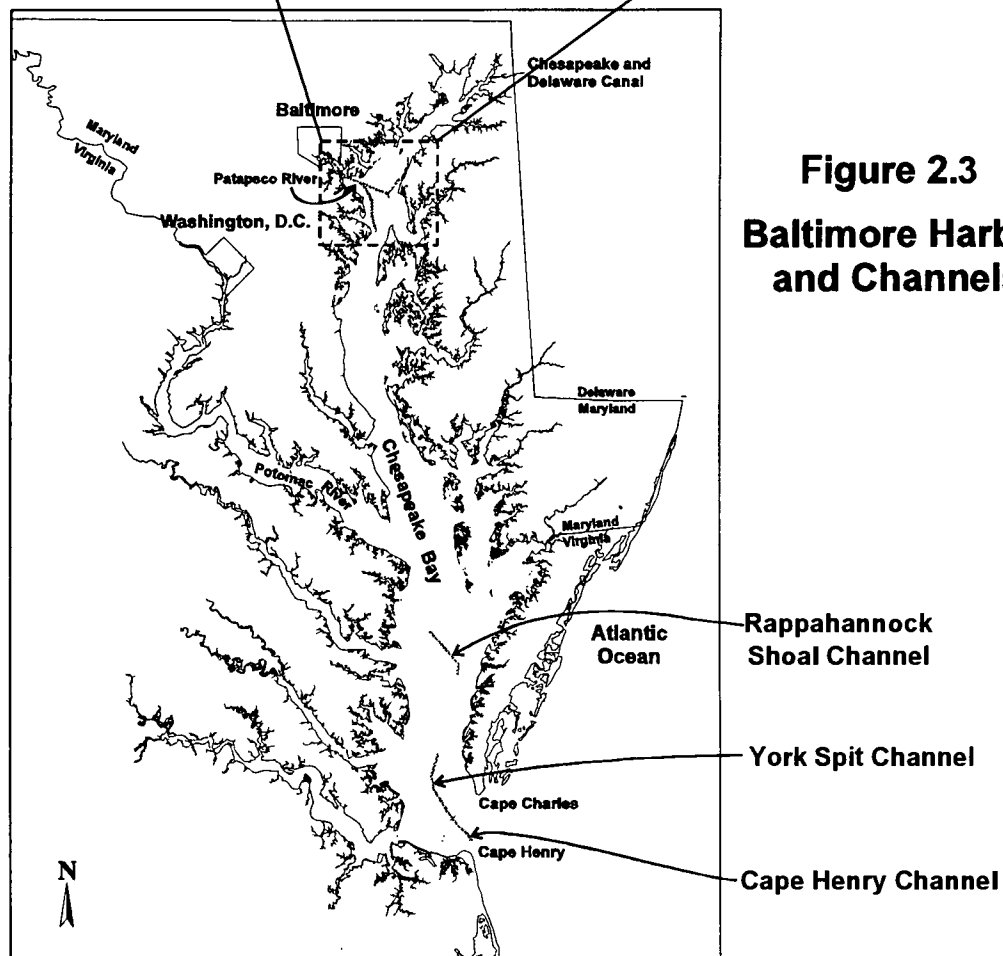 Chesapeake and
Delaware Canal
Baltimore
Maryland
Virginia
Patapsco River
Washington, D.C.
Figure 2.3
Baltimore Harb
and Channels
Delaware
Maryland
Chesapeake Bay
Potomac River
Maryland
Virginia
Atlantic
Ocean
Rappahannock
Shoal Channel
York Spit Channel
Cape Charles
Cape Henry
Cape Henry Channel
N